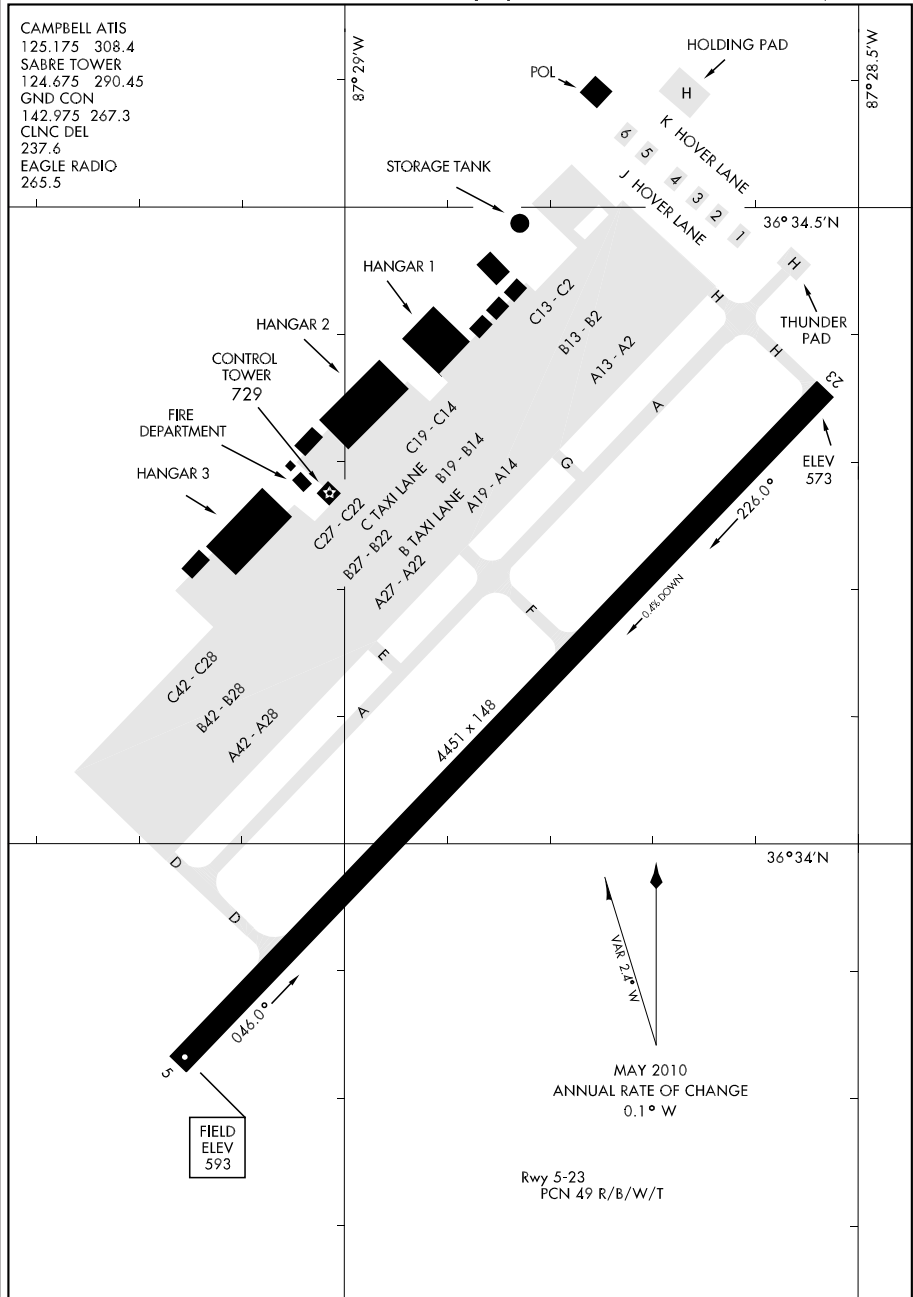 CAMPBELL ATIS
125.175 308.4
SABRE TOWER
124.675 290.45
GND CON
142.975 267.3
CLNC DEL
237.6
EAGLE RADIO
265.5
87°29'W
87°28.5'W
HOLDING PAD
POL
H
K HOVER LANE
6
5
4
3
2
1
J HOVER LANE
STORAGE TANK
36°34.5'N
HANGAR 1
H
H
H
THUNDER
PAD
HANGAR 2
C13 - C2
B13 - B2
A13 - A2
CONTROL
TOWER
729
23
FIRE
DEPARTMENT
A
C19 - C14
B19 - B14
A19 - A14
G
ELEV
573
HANGAR 3
C TAXI LANE
B TAXI LANE
226.0°
C27 - C22
B27 - B22
A27 - A22
0.4% DOWN
F
E
C42 - C28
B42 - B28
A42 - A28
A
4451 x 148
36°34'N
D
D
VAR 2.4° W
046.0°
5
MAY 2010
ANNUAL RATE OF CHANGE
0.1° W
FIELD
ELEV
593
Rwy 5-23
PCN 49 R/B/W/T